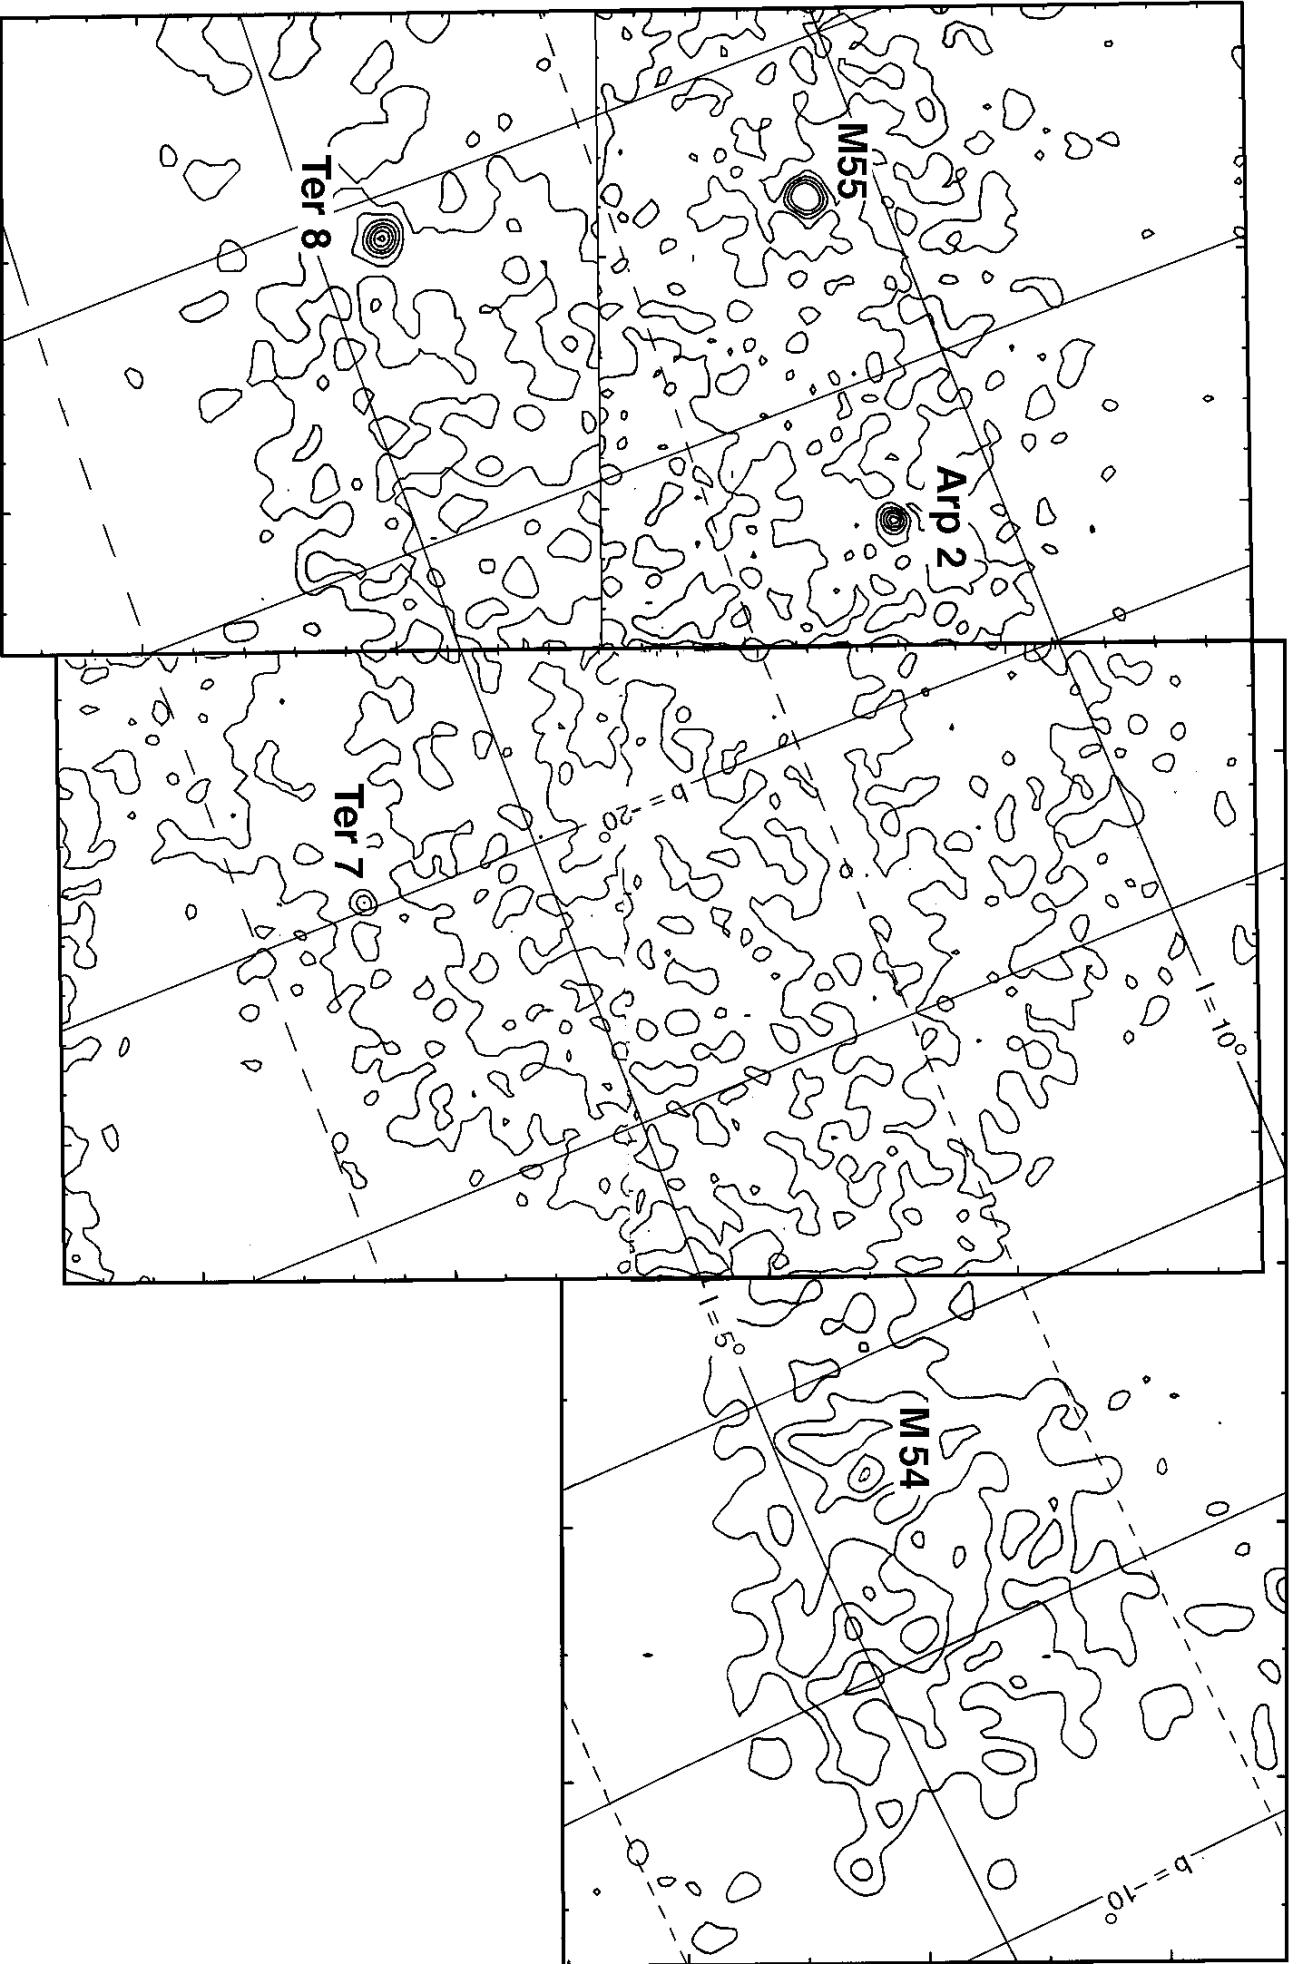 M55
Ter 8
Arp 2
b = -20°
Ter 7
l = 10°
l = 5°
M 54
b = -10°